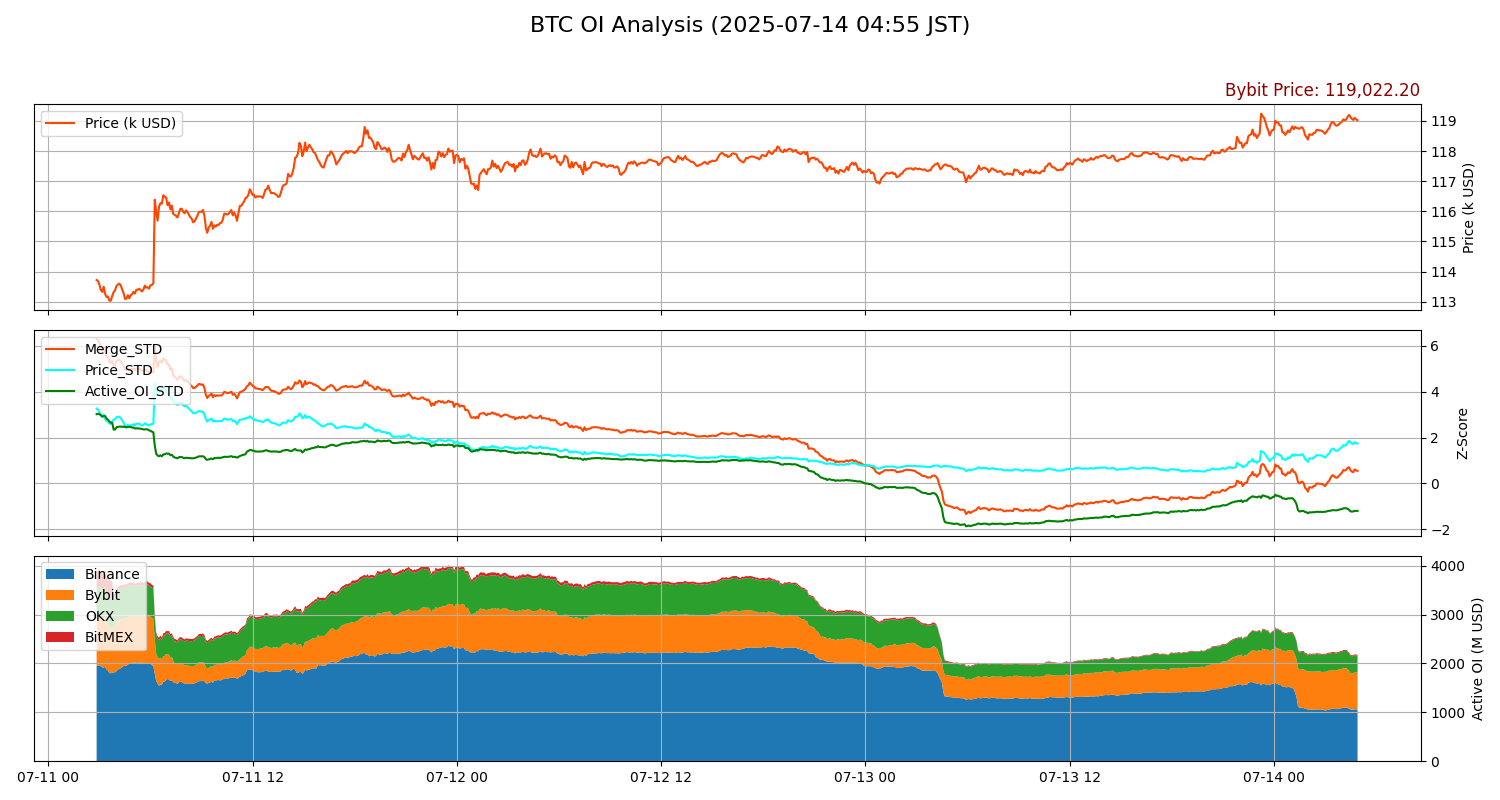 BTC OI Analysis (2025-07-14 04:55 JST)
Bybit Price: 119,022.20
Price (k USD)
119
118
117
116
115
114
113
Price (k USD)
Merge_STD
Price_STD
Active_OI_STD
6
4
2
0
−2
Z-Score
Binance
Bybit
OKX
BitMEX
4000
3000
2000
1000
0
Active OI (M USD)
07-11 00 07-11 12 07-12 00 07-12 12 07-13 00 07-13 12 07-14 00